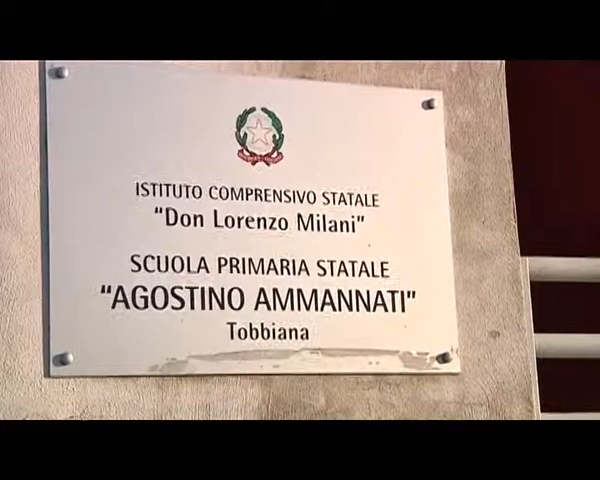 ISTITUTO COMPRENSIVO STATALE
"DON LORENZO MILANI"
SCUOLA PRIMARIA STATALE
"AGOSTINO AMMANNATI"
TOBBIANA